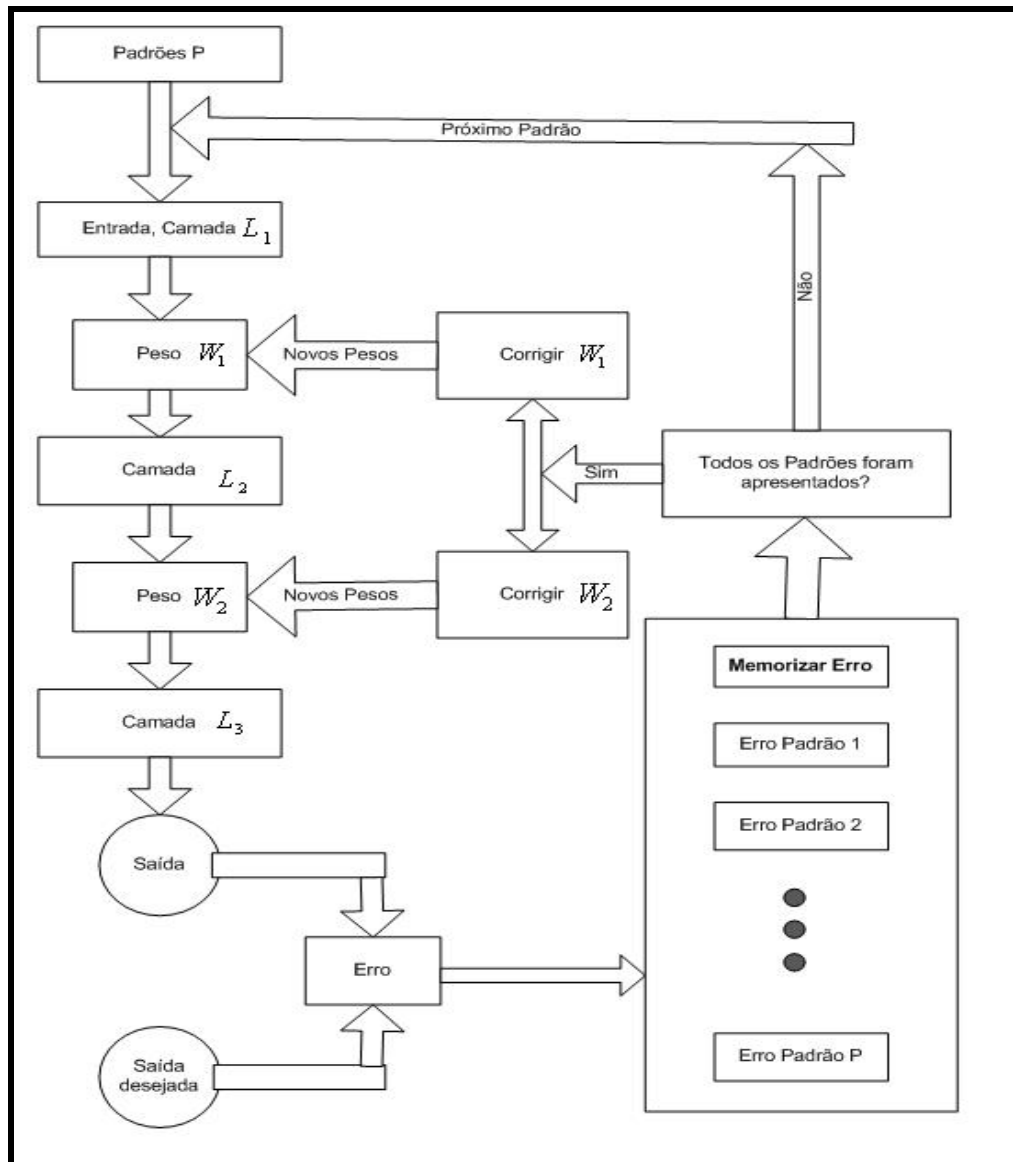 Padrões P
Próximo Padrão
Entrada, Camada L1
Não
Peso W1
Novos Pesos
Corrigir W1
Camada L2
Sim
Todos os Padrões foram
apresentados?
Peso W2
Novos Pesos
Corrigir W2
Memorizar Erro
Camada L3
Erro Padrão 1
Erro Padrão 2
Saída
Erro
Saída
desejada
Erro Padrão P